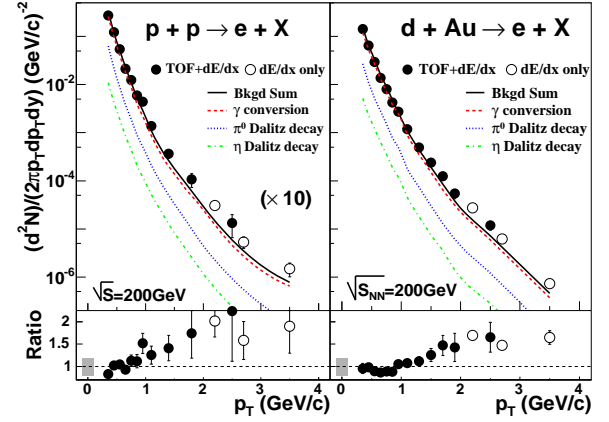 p + p → e + X
d + Au → e + X
TOF+dE/dx
dE/dx only
Bkgd Sum
γ conversion
π⁰ Dalitz decay
η Dalitz decay
TOF+dE/dx
dE/dx only
Bkgd Sum
γ conversion
π⁰ Dalitz decay
η Dalitz decay
(× 10)
√S=200GeV
√S_NN=200GeV
(d²N)/(2πp_Tdp_Tdy) (GeV/c)⁻²
10⁻²
10⁻⁴
10⁻⁶
Ratio
2
1.5
1
0 1 2 3 4
0 1 2 3 4
p_T (GeV/c)
p_T (GeV/c)